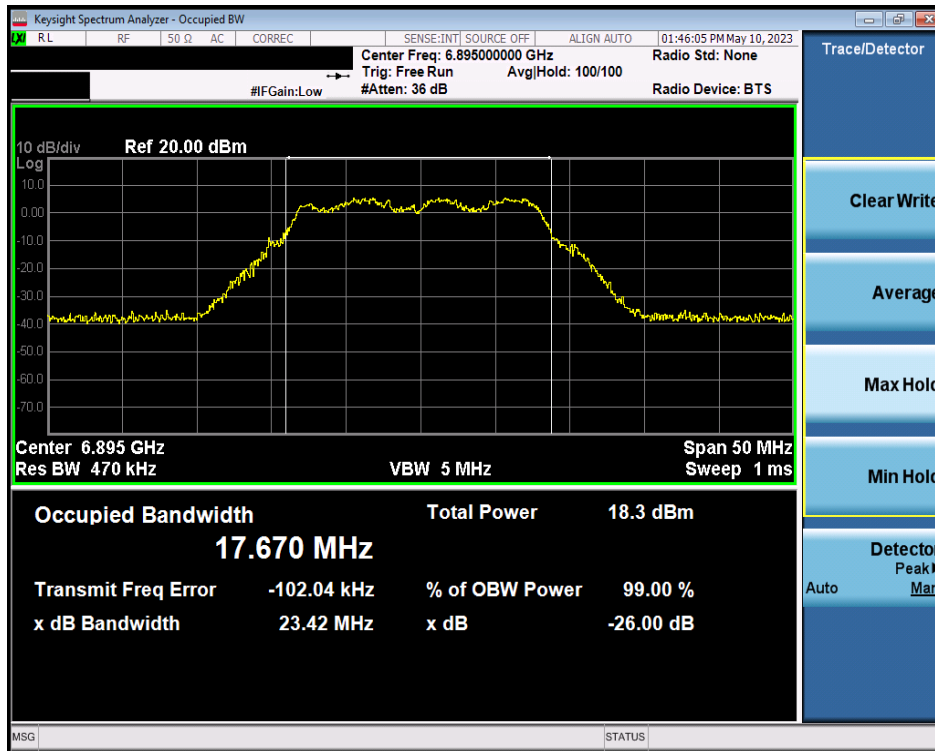 Keysight Spectrum Analyzer - Occupied BW
LXI RL RF 50 Ω AC CORREC SENSE:INT SOURCE OFF ALIGN AUTO 01:46:05 PM May 10, 2023
Center Freq: 6.895000000 GHz Radio Std: None
Trig: Free Run Avg|Hold: 100/100
#IFGain:Low #Atten: 36 dB Radio Device: BTS
Trace/Detector
10 dB/div Ref 20.00 dBm
Log
10.0
0.00
-10.0
-20.0
-30.0
-40.0
-50.0
-60.0
-70.0
Center 6.895 GHz Span 50 MHz
Res BW 470 kHz VBW 5 MHz Sweep 1 ms
Occupied Bandwidth Total Power 18.3 dBm
17.670 MHz
Transmit Freq Error -102.04 kHz % of OBW Power 99.00 %
x dB Bandwidth 23.42 MHz x dB -26.00 dB
Clear Write
Average
Max Hold
Min Hold
Detector
Peak
Auto Man
MSG STATUS